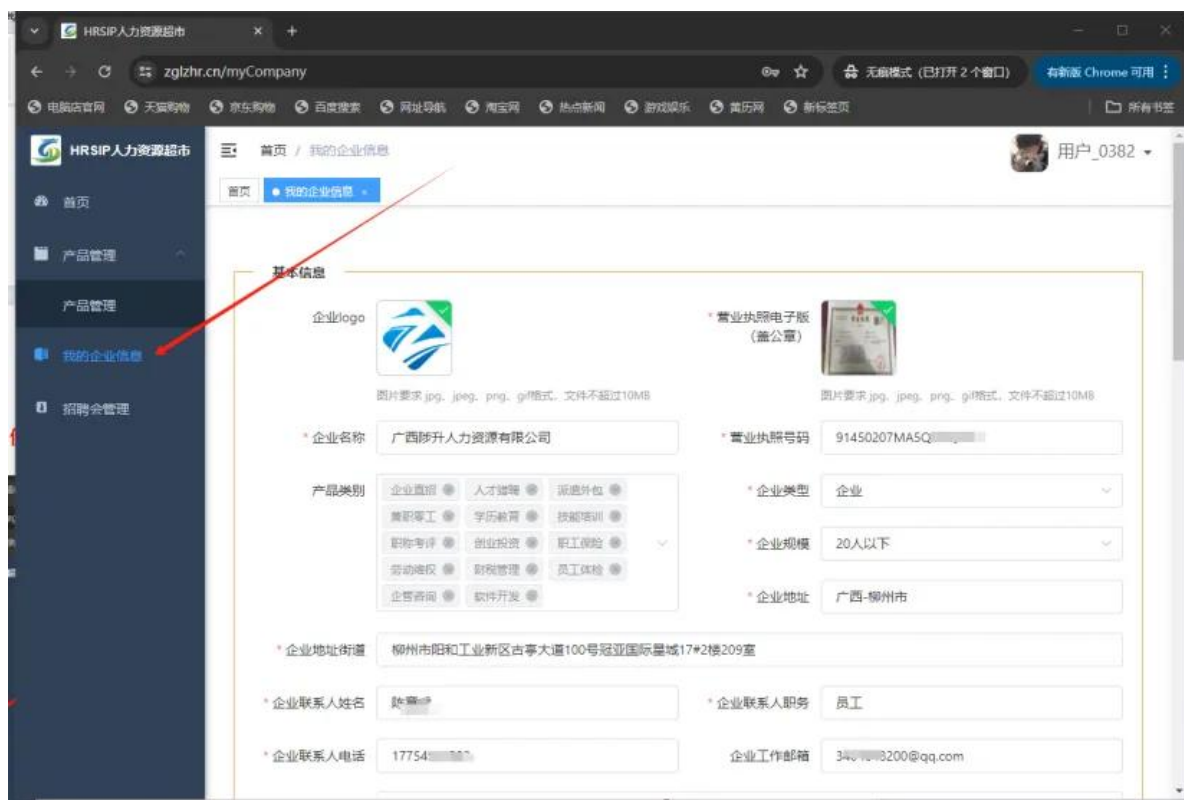 HRSIP人力资源超市
zglzhr.cn/myCompany
无痕模式（已打开 2 个窗口）
有新版 Chrome 可用
电脑店官网 天猫购物 京东购物 百度搜索 网址导航 淘宝网 热点新闻 游戏娱乐 黄历网 新标签页 所有书签
HRSIP人力资源超市
首页 / 我的企业信息
用户_0382
首页
我的企业信息
首页
产品管理
产品管理
我的企业信息
招聘会管理
基本信息
企业logo
*营业执照电子版
（盖公章）
图片要求 jpg、jpeg、png、gif格式，文件不超过10MB
图片要求 jpg、jpeg、png、gif格式，文件不超过10MB
*企业名称 广西陟升人力资源有限公司
*营业执照号码 91450207MA5Q
产品类别
企业直招 人才猎聘 派遣外包
兼职零工 学历教育 技能培训
职称考评 创业投资 职工保险
劳动维权 财税管理 员工体检
企管咨询 软件开发
*企业类型 企业
*企业规模 20人以下
*企业地址 广西-柳州市
*企业地址街道 柳州市阳和工业新区古亭大道100号冠亚国际星城17#2楼209室
*企业联系人姓名
*企业联系人职务 员工
*企业联系人电话 17754
企业工作邮箱 3200@qq.com